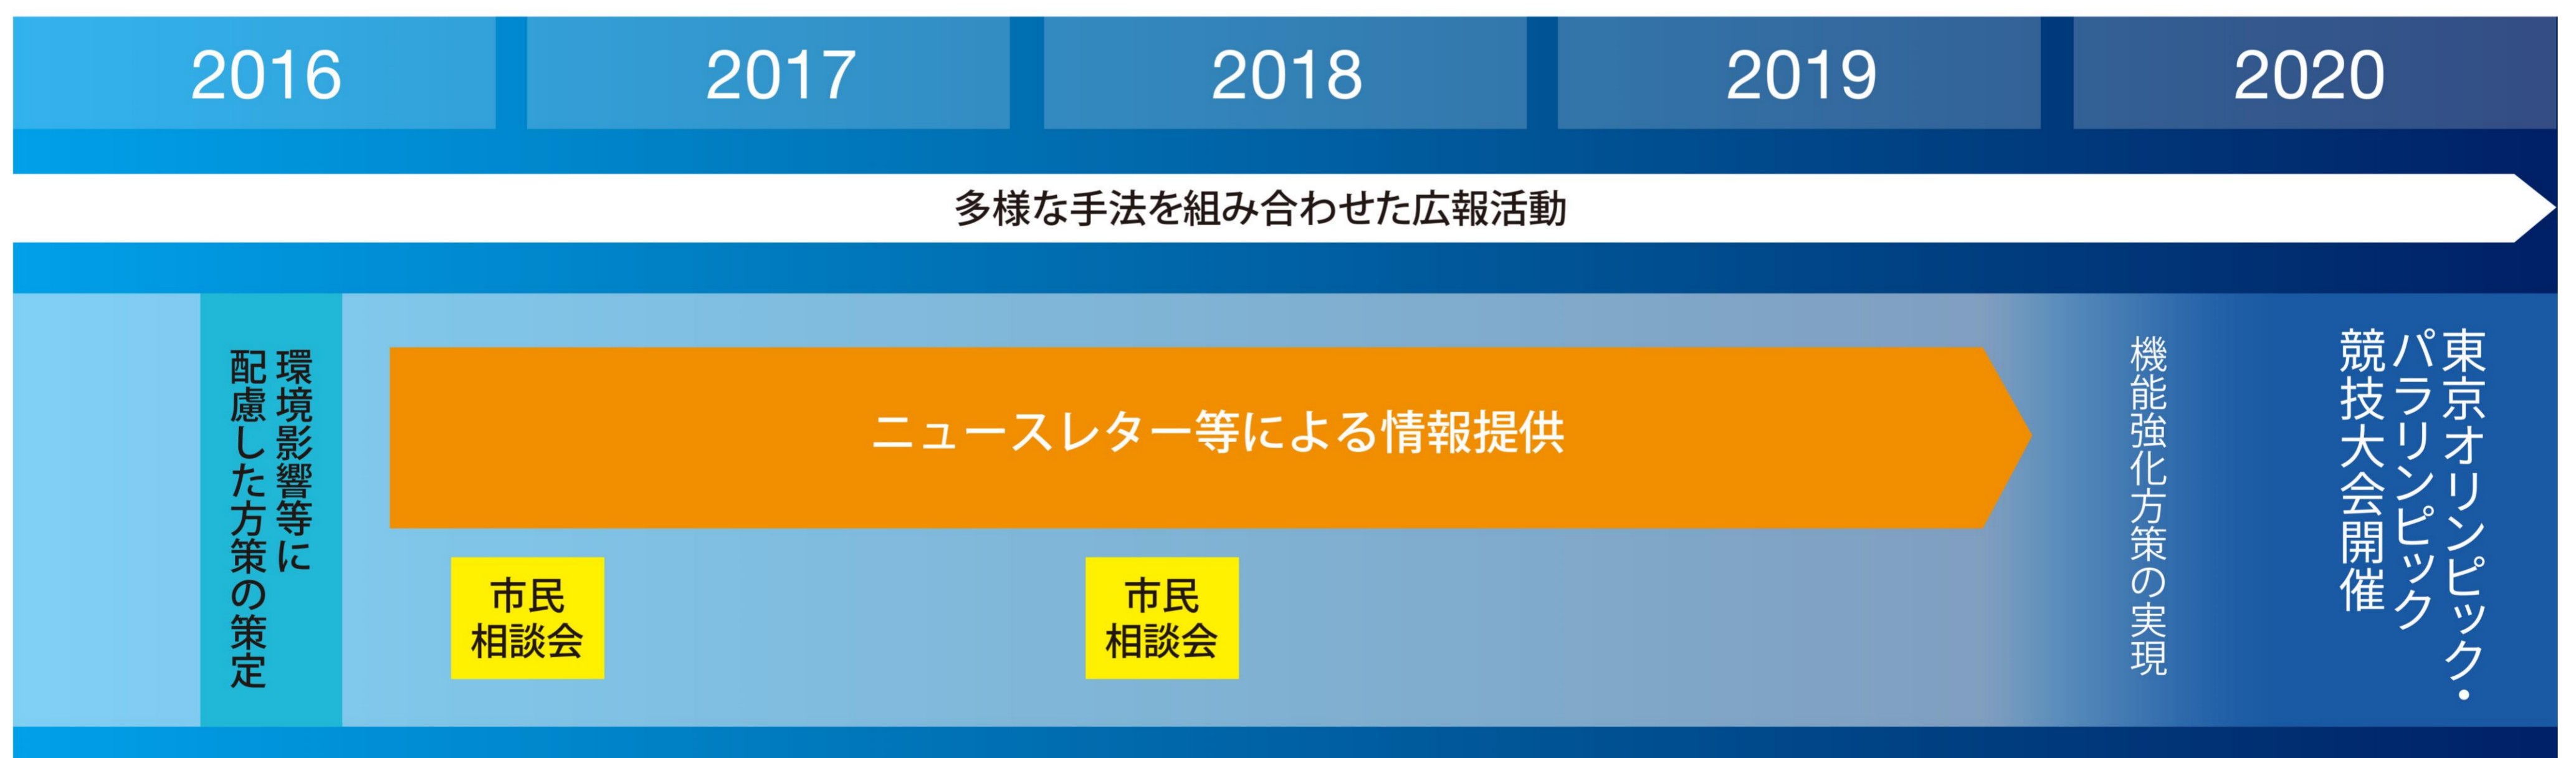 2016
2017
2018
2019
2020
多様な手法を組み合わせた広報活動
環境影響等に
配慮した方策の策定
ニュースレター等による情報提供
市民
相談会
市民
相談会
機能強化方策の実現
東京オリンピック・
パラリンピック
競技大会開催